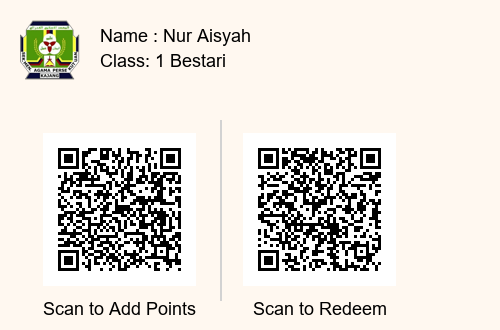 Name : Nur Aisyah
Class: 1 Bestari
AGAMA PERSE
KAJANG
Scan to Add Points
Scan to Redeem